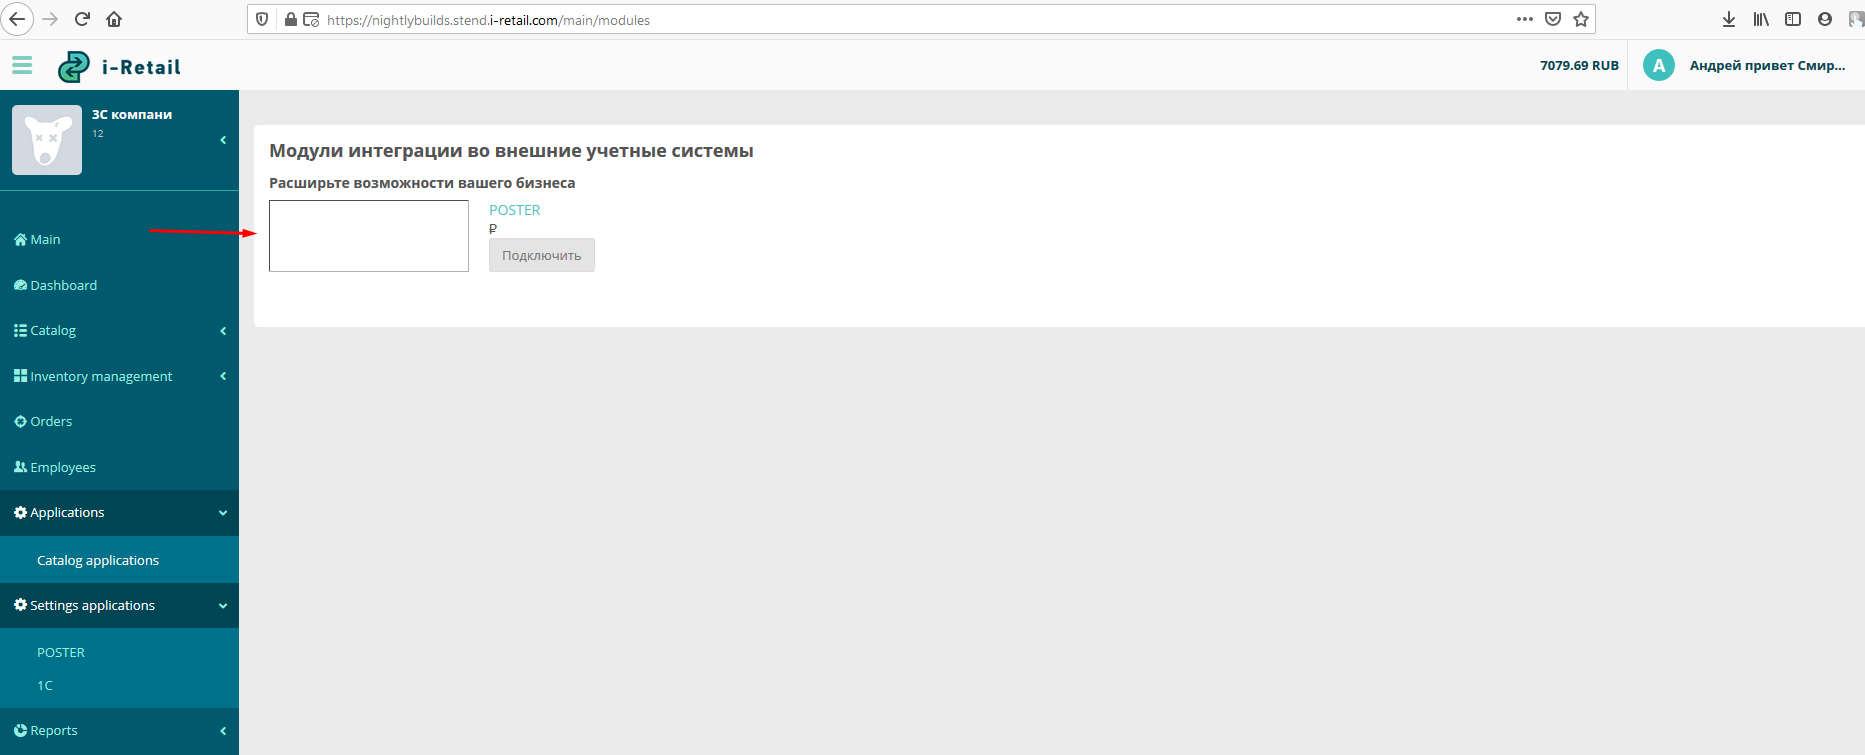 https://nightlybuilds.stend.i-retail.com/main/modules
i-Retail
7079.69 RUB
A
Андрей привет Смир...
3С компани
12
Main
Dashboard
Catalog
Inventory management
Orders
Employees
Applications
Catalog applications
Settings applications
POSTER
1C
Reports
Модули интеграции во внешние учетные системы
Расширьте возможности вашего бизнеса
POSTER
₽
Подключить